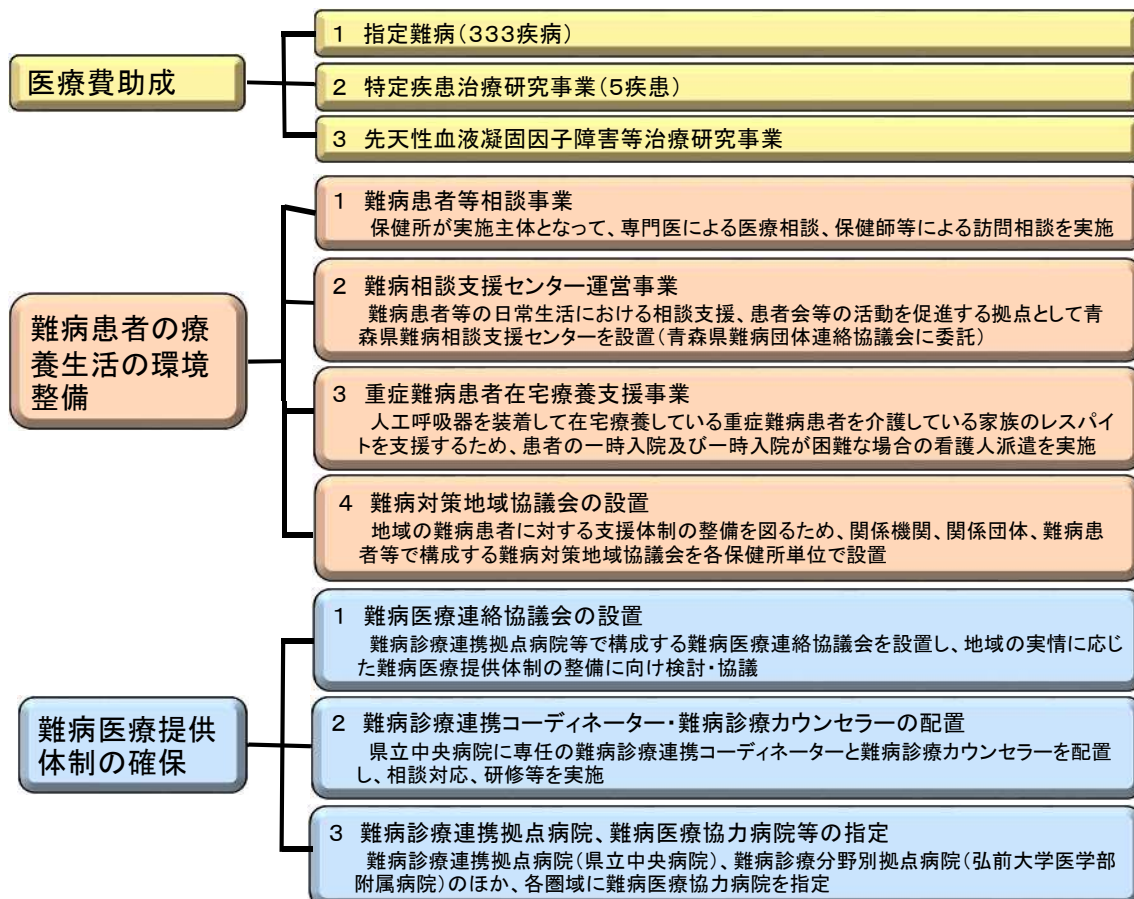 医療費助成
1 指定難病(333疾病)
2 特定疾患治療研究事業(5疾患)
3 先天性血液凝固因子障害等治療研究事業
難病患者の療
養生活の環境
整備
1 難病患者等相談事業
保健所が実施主体となって、専門医による医療相談、保健師等による訪問相談を実施
2 難病相談支援センター運営事業
難病患者等の日常生活における相談支援、患者会等の活動を促進する拠点として青
森県難病相談支援センターを設置(青森県難病団体連絡協議会に委託)
3 重症難病患者在宅療養支援事業
人工呼吸器を装着して在宅療養している重症難病患者を介護している家族のレスパイ
トを支援するため、患者の一時入院及び一時入院が困難な場合の看護人派遣を実施
4 難病対策地域協議会の設置
地域の難病患者に対する支援体制の整備を図るため、関係機関、関係団体、難病患
者等で構成する難病対策地域協議会を各保健所単位で設置
難病医療提供
体制の確保
1 難病医療連絡協議会の設置
難病診療連携拠点病院等で構成する難病医療連絡協議会を設置し、地域の実情に応じ
た難病医療提供体制の整備に向け検討・協議
2 難病診療連携コーディネーター・難病診療カウンセラーの配置
県立中央病院に専任の難病診療連携コーディネーターと難病診療カウンセラーを配置
し、相談対応、研修等を実施
3 難病診療連携拠点病院、難病医療協力病院等の指定
難病診療連携拠点病院(県立中央病院)、難病診療分野別拠点病院(弘前大学医学部
附属病院)のほか、各圏域に難病医療協力病院を指定